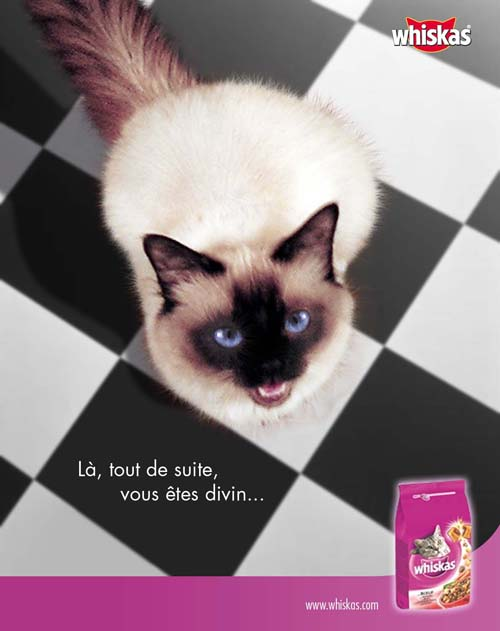 whiskas
Là, tout de suite,
vous êtes divin...
whiskas
www.whiskas.com